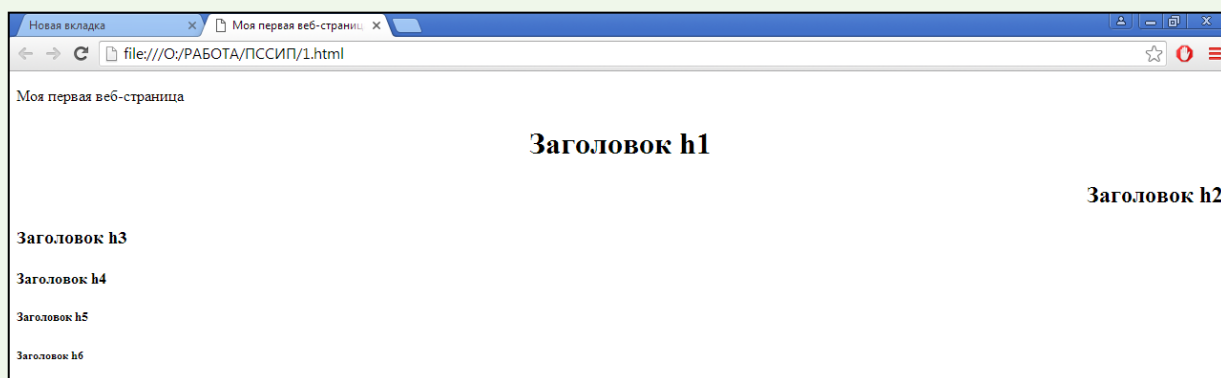 Новая вкладка
Моя первая веб-страниц
file:///O:/РАБОТА/ПССИП/1.html
Моя первая веб-страница
Заголовок h1
Заголовок h2
Заголовок h3
Заголовок h4
Заголовок h5
Заголовок h6